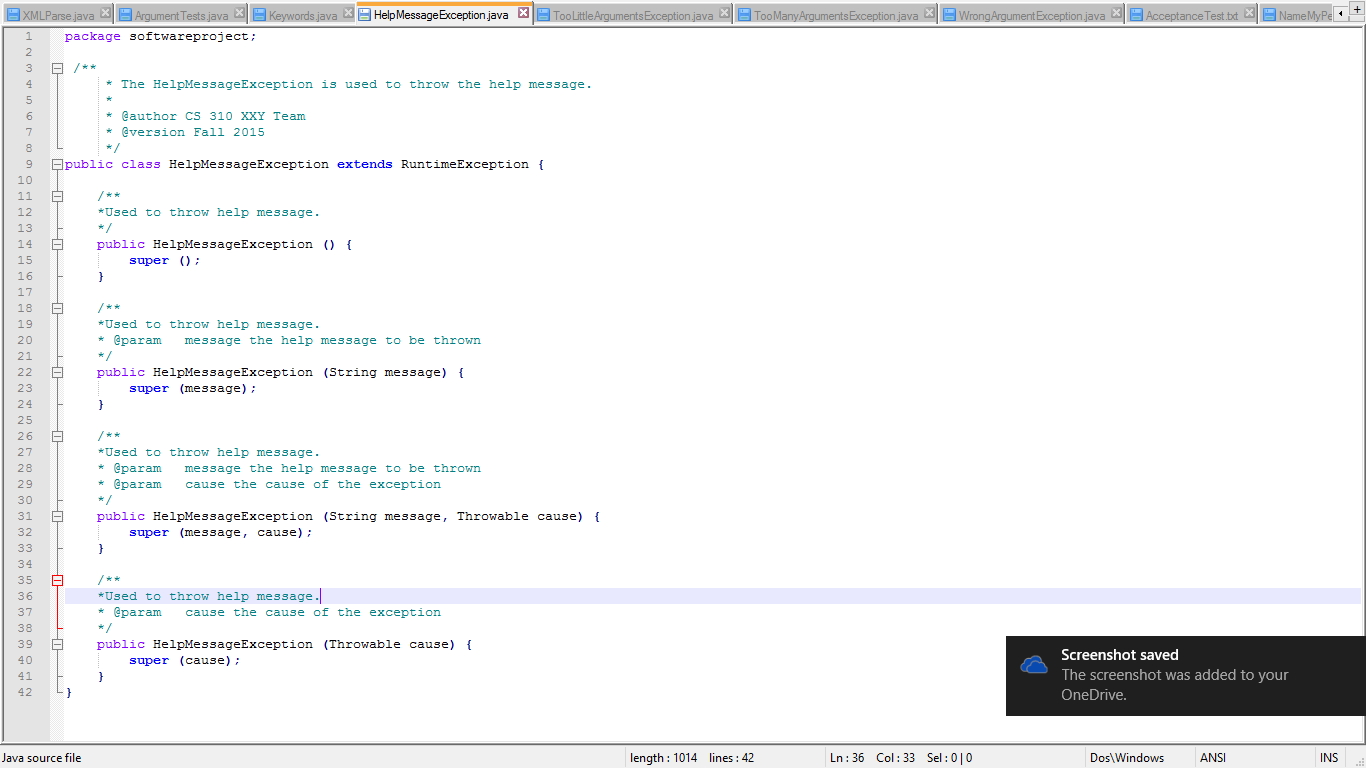 XMLParse.java ArgumentTests.java Keywords.java HelpMessageException.java TooLittleArgumentsException.java TooManyArgumentsException.java WrongArgumentException.java AcceptanceTest.txt NameMyPe
1 package softwareproject;
2
3 /**
4 * The HelpMessageException is used to throw the help message.
5 *
6 * @author CS 310 XXY Team
7 * @version Fall 2015
8 */
9 public class HelpMessageException extends RuntimeException {
10
11 /**
12 *Used to throw help message.
13 */
14 public HelpMessageException () {
15 super ();
16 }
17
18 /**
19 *Used to throw help message.
20 * @param message the help message to be thrown
21 */
22 public HelpMessageException (String message) {
23 super (message);
24 }
25
26 /**
27 *Used to throw help message.
28 * @param message the help message to be thrown
29 * @param cause the cause of the exception
30 */
31 public HelpMessageException (String message, Throwable cause) {
32 super (message, cause);
33 }
34
35 /**
36 *Used to throw help message.
37 * @param cause the cause of the exception
38 */
39 public HelpMessageException (Throwable cause) {
40 super (cause);
41 }
42 }
Screenshot saved
The screenshot was added to your
OneDrive.
Java source file length : 1014 lines : 42 Ln : 36 Col : 33 Sel : 0 | 0 Dos\Windows ANSI INS